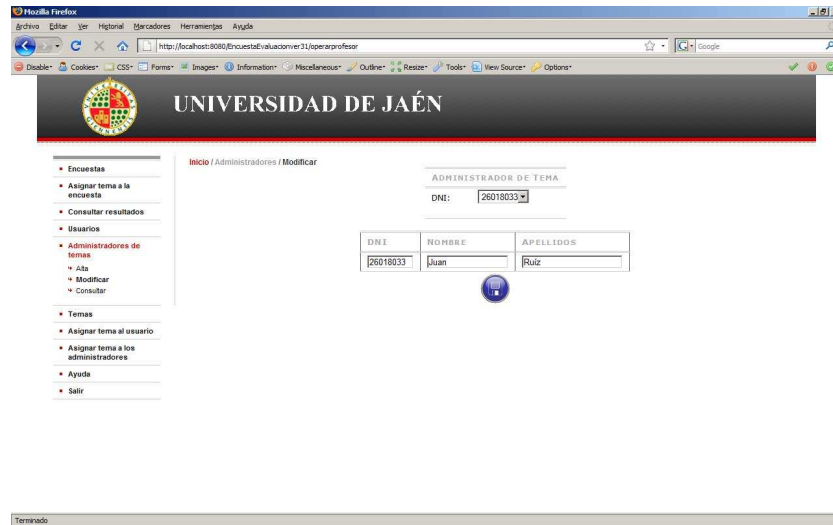 Mozilla Firefox
Archivo Editar Ver Historial Marcadores Herramientas Ayuda
http://localhost:8080/EncuestaEvaluacionver31/operarprofesor
Google
Disable Cookies CSS Forms Images Information Miscellaneous Outline Resize Tools View Source Options
UNIVERSIDAD DE JAÉN
Inicio / Administradores / Modificar
Encuestas
Asignar tema a la
encuesta
Consultar resultados
Usuarios
Administradores de
temas
Alta
Modificar
Consultar
Temas
Asignar tema al usuario
Asignar tema a los
administradores
Ayuda
Salir
ADMINISTRADOR DE TEMA
DNI: 26018033
DNI NOMBRE APELLIDOS
26018033 Juan Ruiz
Terminado